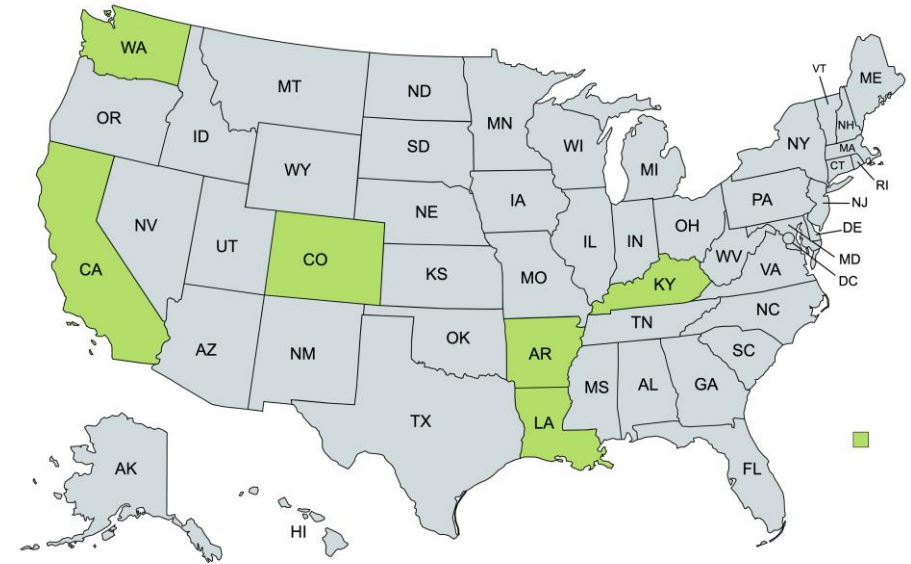 WA
MT
ND
MN
VT
ME
OR
ID
SD
WI
MI
NY
NH
MA
CT
RI
WY
NE
IA
PA
NJ
NV
UT
CO
KS
MO
IL
IN
OH
WV
VA
DE
MD
DC
CA
KY
AZ
NM
OK
AR
TN
NC
SC
MS
AL
GA
TX
LA
FL
AK
HI